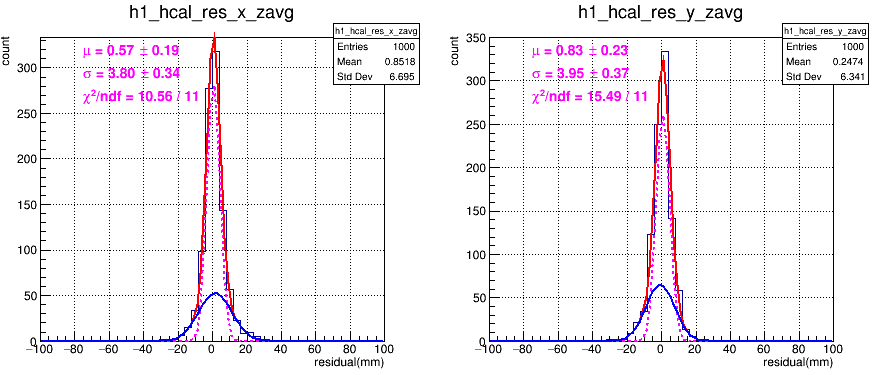 h1_hcal_res_x_zavg
count
h1_hcal_res_x_zavg
Entries 1000
Mean 0.8518
Std Dev 6.695
μ = 0.57 ± 0.19
σ = 3.80 ± 0.34
χ²/ndf = 10.56 / 11
300
250
200
150
100
50
0
−100 −80 −60 −40 −20 0 20 40 60 80 100
residual(mm)
h1_hcal_res_y_zavg
count
h1_hcal_res_y_zavg
Entries 1000
Mean 0.2474
Std Dev 6.341
μ = 0.83 ± 0.23
σ = 3.95 ± 0.37
χ²/ndf = 15.49 / 11
350
300
250
200
150
100
50
0
−100 −80 −60 −40 −20 0 20 40 60 80 100
residual(mm)